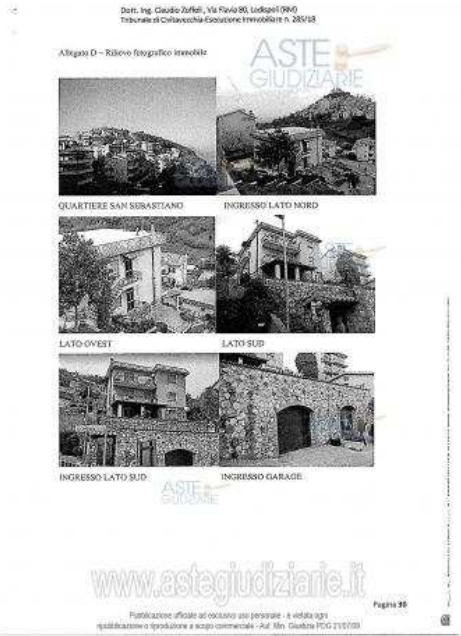 Dott. Ing. Claudio Zoffoli, Via Flavia 80, Ladispoli (RM)
Tribunale di Civitavecchia-Esecuzione Immobiliare n. 285/18
Allegato D – Rilievo fotografico immobile
ASTE
GIUDIZIARIE
QUARTIERE SAN SEBASTIANO
INGRESSO LATO NORD
LATO OVEST
LATO SUD
INGRESSO LATO SUD
INGRESSO GARAGE
ASTE
GIUDIZIARIE
www.astegiudiziarie.it
Pagina 30
Pubblicazione ufficiale ad esclusivo uso personale - è vietata ogni
ripubblicazione o riproduzione a scopo commerciale - Aut. Min. Giustizia PDG 21/07/09